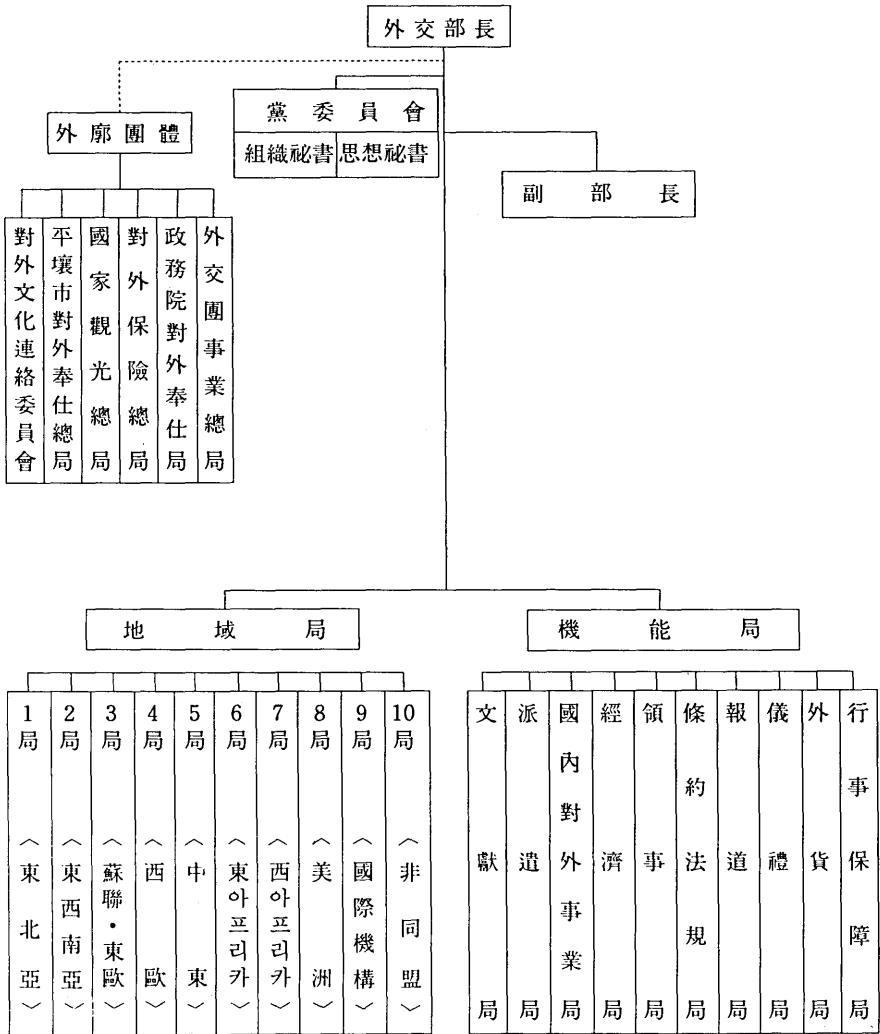 外交部長
外廓團體
黨委員會
組織祕書 思想祕書
副部長
對外文化連絡委員會
平壤市對外奉仕總局
國家觀光總局
對外保險總局
政務院對外奉仕局
外交團事業總局
地域局
機能局
1局 〈東北亞〉
2局 〈東西南亞〉
3局 〈蘇聯・東歐〉
4局 〈西歐〉
5局 〈中東〉
6局 〈東아프리카〉
7局 〈西아프리카〉
8局 〈美洲〉
9局 〈國際機構〉
10局 〈非同盟〉
文獻局
派遣局
國內對外事業局
經濟局
領事局
條約法規局
報道局
儀禮局
外貨局
行事保障局